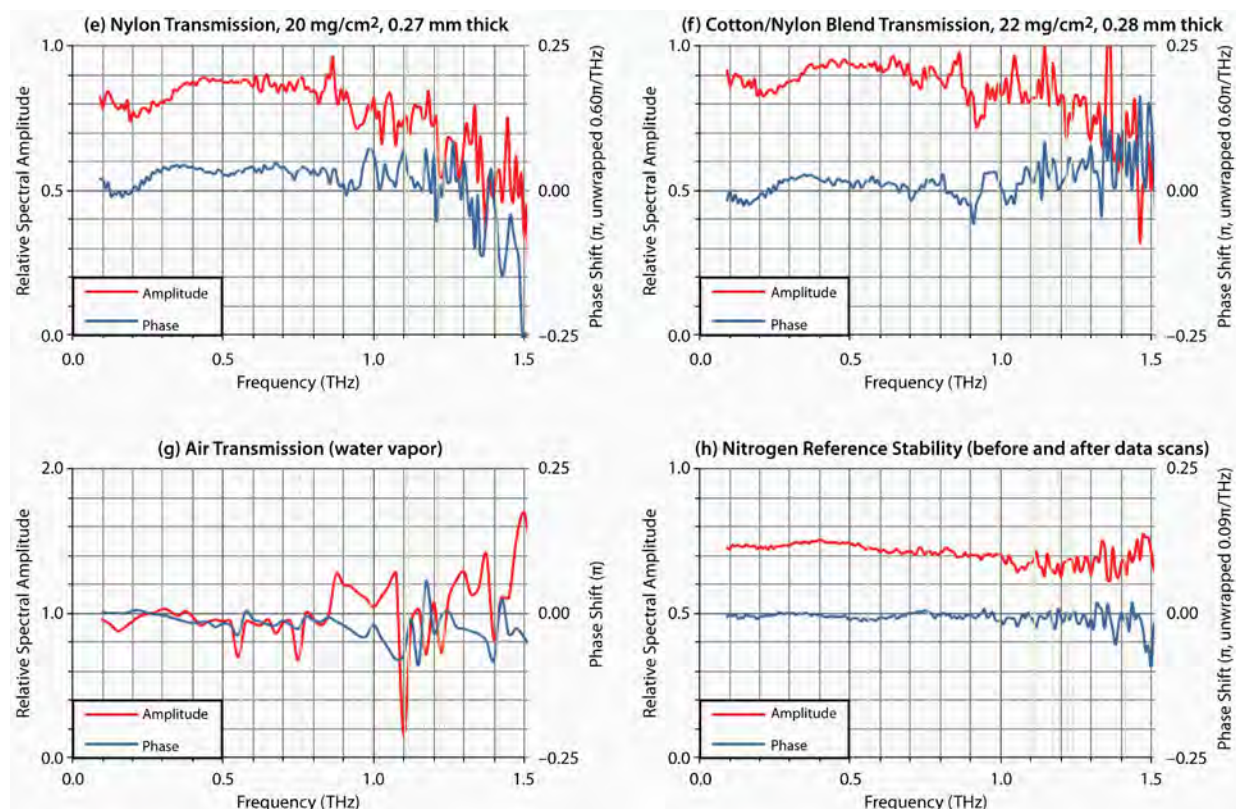 (e) Nylon Transmission, 20 mg/cm², 0.27 mm thick
1.0
0.5
0.0
Relative Spectral Amplitude
0.25
0.00
−0.25
Phase Shift (π, unwrapped 0.60π/THz)
Amplitude
Phase
0.0
0.5
1.0
1.5
Frequency (THz)
(f) Cotton/Nylon Blend Transmission, 22 mg/cm², 0.28 mm thick
1.0
0.5
0.0
Relative Spectral Amplitude
0.25
0.00
−0.25
Phase Shift (π, unwrapped 0.60π/THz)
Amplitude
Phase
0.0
0.5
1.0
1.5
Frequency (THz)
(g) Air Transmission (water vapor)
2.0
1.0
0.0
Relative Spectral Amplitude
0.25
0.00
−0.25
Phase Shift (π)
Amplitude
Phase
0.0
0.5
1.0
1.5
Frequency (THz)
(h) Nitrogen Reference Stability (before and after data scans)
1.0
0.5
0.0
Relative Spectral Amplitude
0.25
0.00
−0.25
Phase Shift (π, unwrapped 0.09π/THz)
Amplitude
Phase
0.0
0.5
1.0
1.5
Frequency (THz)